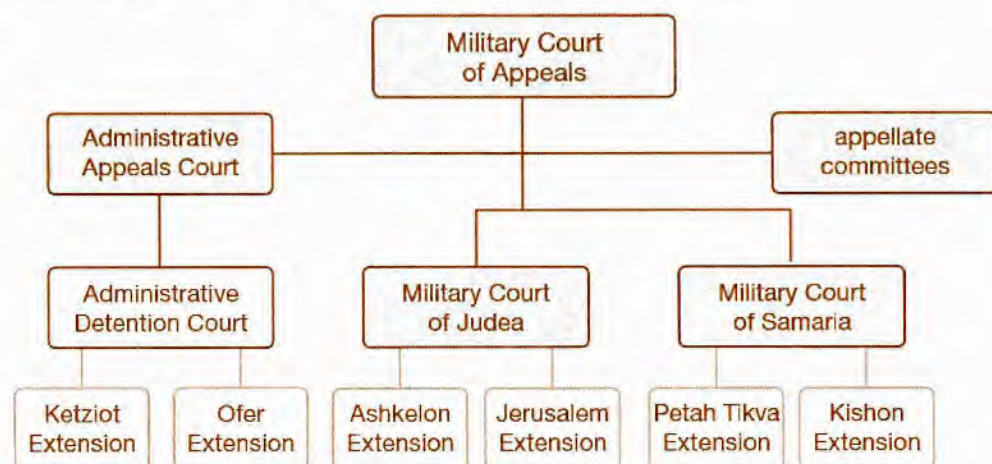 Military Court
of Appeals
Administrative
Appeals Court
appellate
committees
Administrative
Detention Court
Military Court
of Judea
Military Court
of Samaria
Ketziot
Extension
Ofer
Extension
Ashkelon
Extension
Jerusalem
Extension
Petah Tikva
Extension
Kishon
Extension